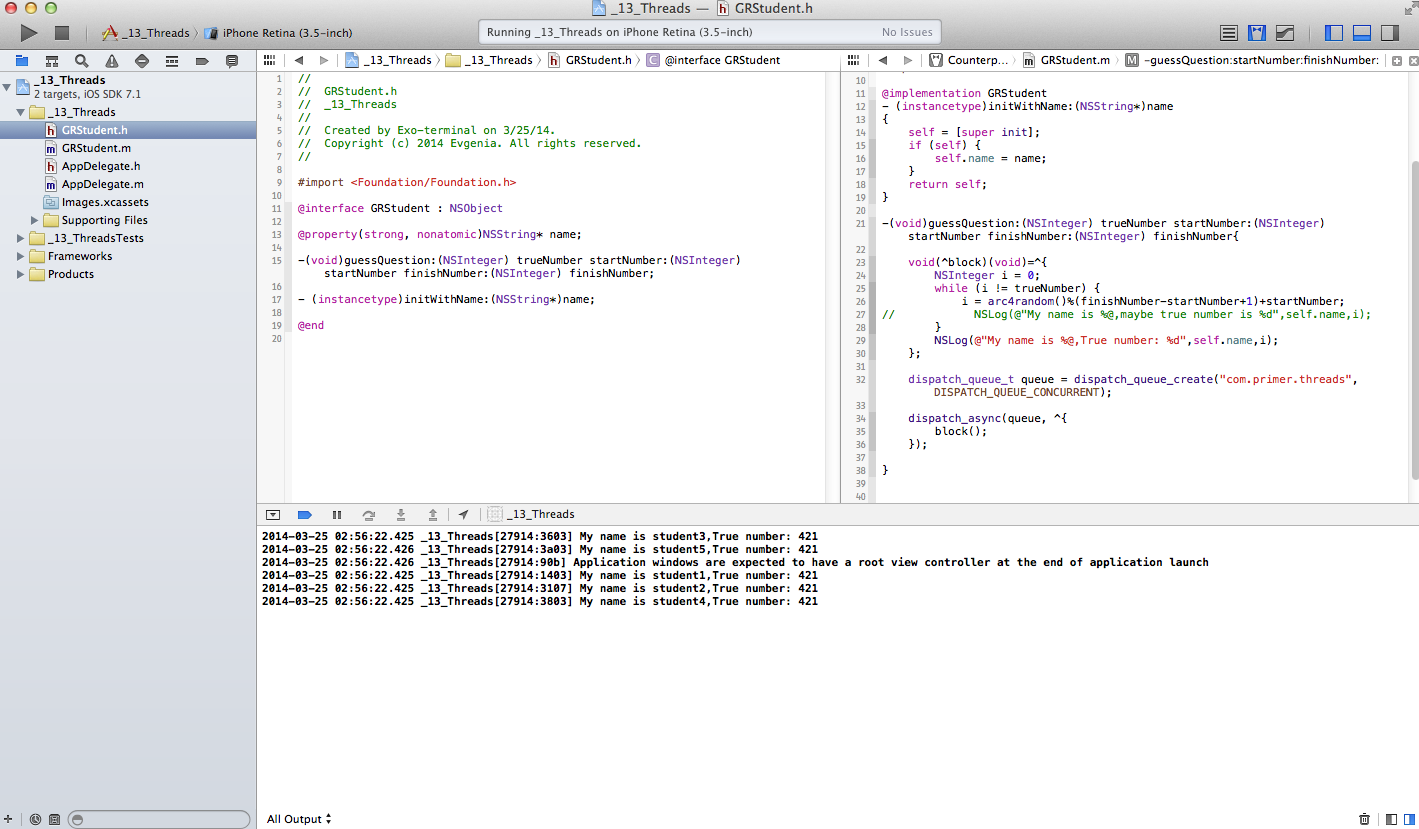 _13_Threads — GRStudent.h
_13_Threads iPhone Retina (3.5-inch)
Running _13_Threads on iPhone Retina (3.5-inch) No Issues
_13_Threads
2 targets, iOS SDK 7.1
_13_Threads
GRStudent.h
GRStudent.m
AppDelegate.h
AppDelegate.m
Images.xcassets
Supporting Files
_13_ThreadsTests
Frameworks
Products
_13_Threads _13_Threads GRStudent.h @interface GRStudent
1 //
2 // GRStudent.h
3 // _13_Threads
4 //
5 // Created by Exo-terminal on 3/25/14.
6 // Copyright (c) 2014 Evgenia. All rights reserved.
7 //
8
9 #import <Foundation/Foundation.h>
10
11 @interface GRStudent : NSObject
12
13 @property(strong, nonatomic)NSString* name;
14
15 -(void)guessQuestion:(NSInteger) trueNumber startNumber:(NSInteger)
startNumber finishNumber:(NSInteger) finishNumber;
16
17 - (instancetype)initWithName:(NSString*)name;
18
19 @end
20
Counterp... GRStudent.m -guessQuestion:startNumber:finishNumber:
10
11 @implementation GRStudent
12 - (instancetype)initWithName:(NSString*)name
13 {
14 self = [super init];
15 if (self) {
16 self.name = name;
17 }
18 return self;
19 }
20
21 -(void)guessQuestion:(NSInteger) trueNumber startNumber:(NSInteger)
startNumber finishNumber:(NSInteger) finishNumber{
22
23 void(^block)(void)=^{
24 NSInteger i = 0;
25 while (i != trueNumber) {
26 i = arc4random()%(finishNumber-startNumber+1)+startNumber;
27 // NSLog(@"My name is %@,maybe true number is %d",self.name,i);
28 }
29 NSLog(@"My name is %@,True number: %d",self.name,i);
30 };
31
32 dispatch_queue_t queue = dispatch_queue_create("com.primer.threads",
DISPATCH_QUEUE_CONCURRENT);
33
34 dispatch_async(queue, ^{
35 block();
36 });
37
38 }
39
40
_13_Threads
2014-03-25 02:56:22.425 _13_Threads[27914:3603] My name is student3,True number: 421
2014-03-25 02:56:22.426 _13_Threads[27914:3a03] My name is student5,True number: 421
2014-03-25 02:56:22.426 _13_Threads[27914:90b] Application windows are expected to have a root view controller at the end of application launch
2014-03-25 02:56:22.425 _13_Threads[27914:1403] My name is student1,True number: 421
2014-03-25 02:56:22.425 _13_Threads[27914:3107] My name is student2,True number: 421
2014-03-25 02:56:22.425 _13_Threads[27914:3803] My name is student4,True number: 421
All Output